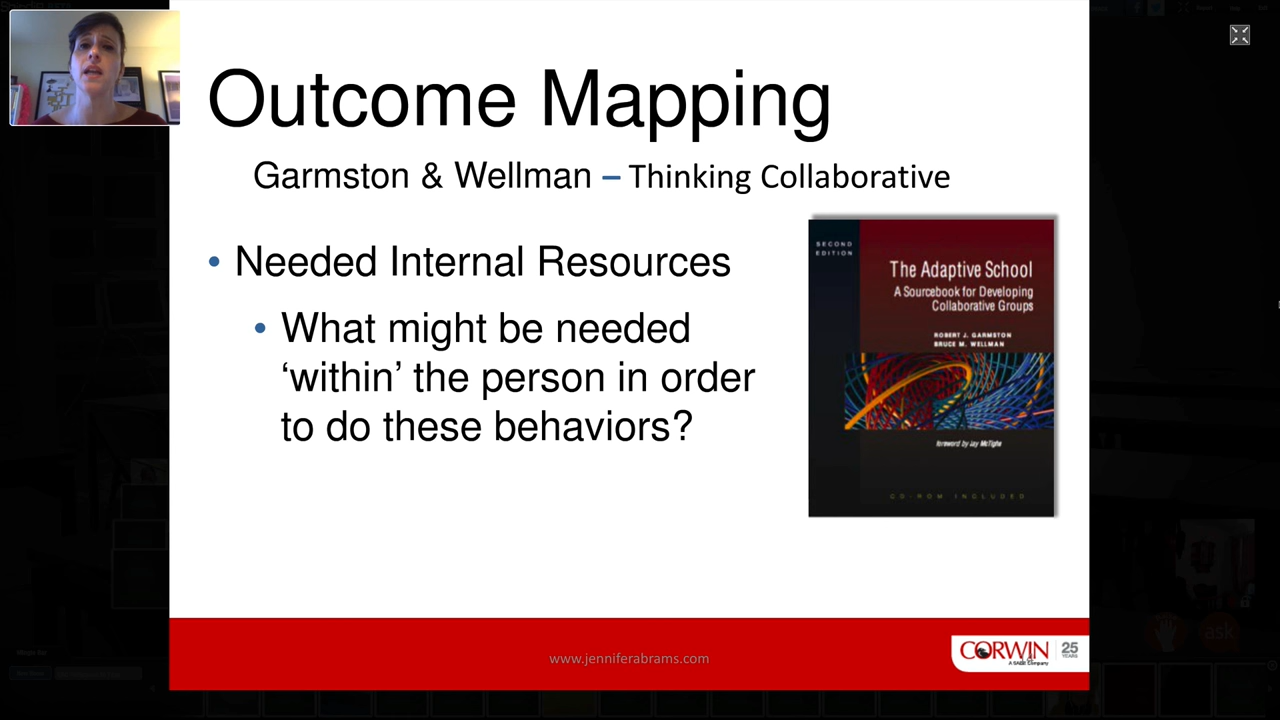 Outcome Mapping
Garmston & Wellman – Thinking Collaborative
• Needed Internal Resources
• What might be needed
‘within’ the person in order
to do these behaviors?
SECOND
EDITION
The Adaptive School
A Sourcebook for Developing
Collaborative Groups
ROBERT J. GARMSTON
BRUCE M. WELLMAN
foreword by Jay McTighe
CD-ROM INCLUDED
www.jenniferabrams.com
CORWIN
A SAGE Company
25
YEARS
ask